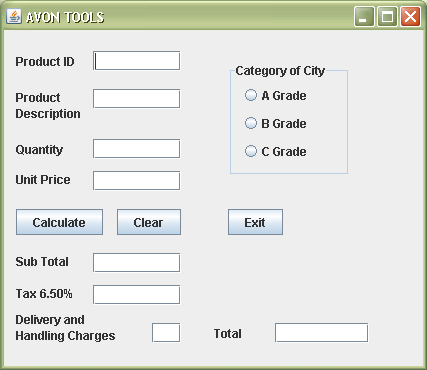 AVON TOOLS
Product ID
Category of City
A Grade
Product
Description
B Grade
Quantity
C Grade
Unit Price
Calculate Clear Exit
Sub Total
Tax 6.50%
Delivery and
Handling Charges Total